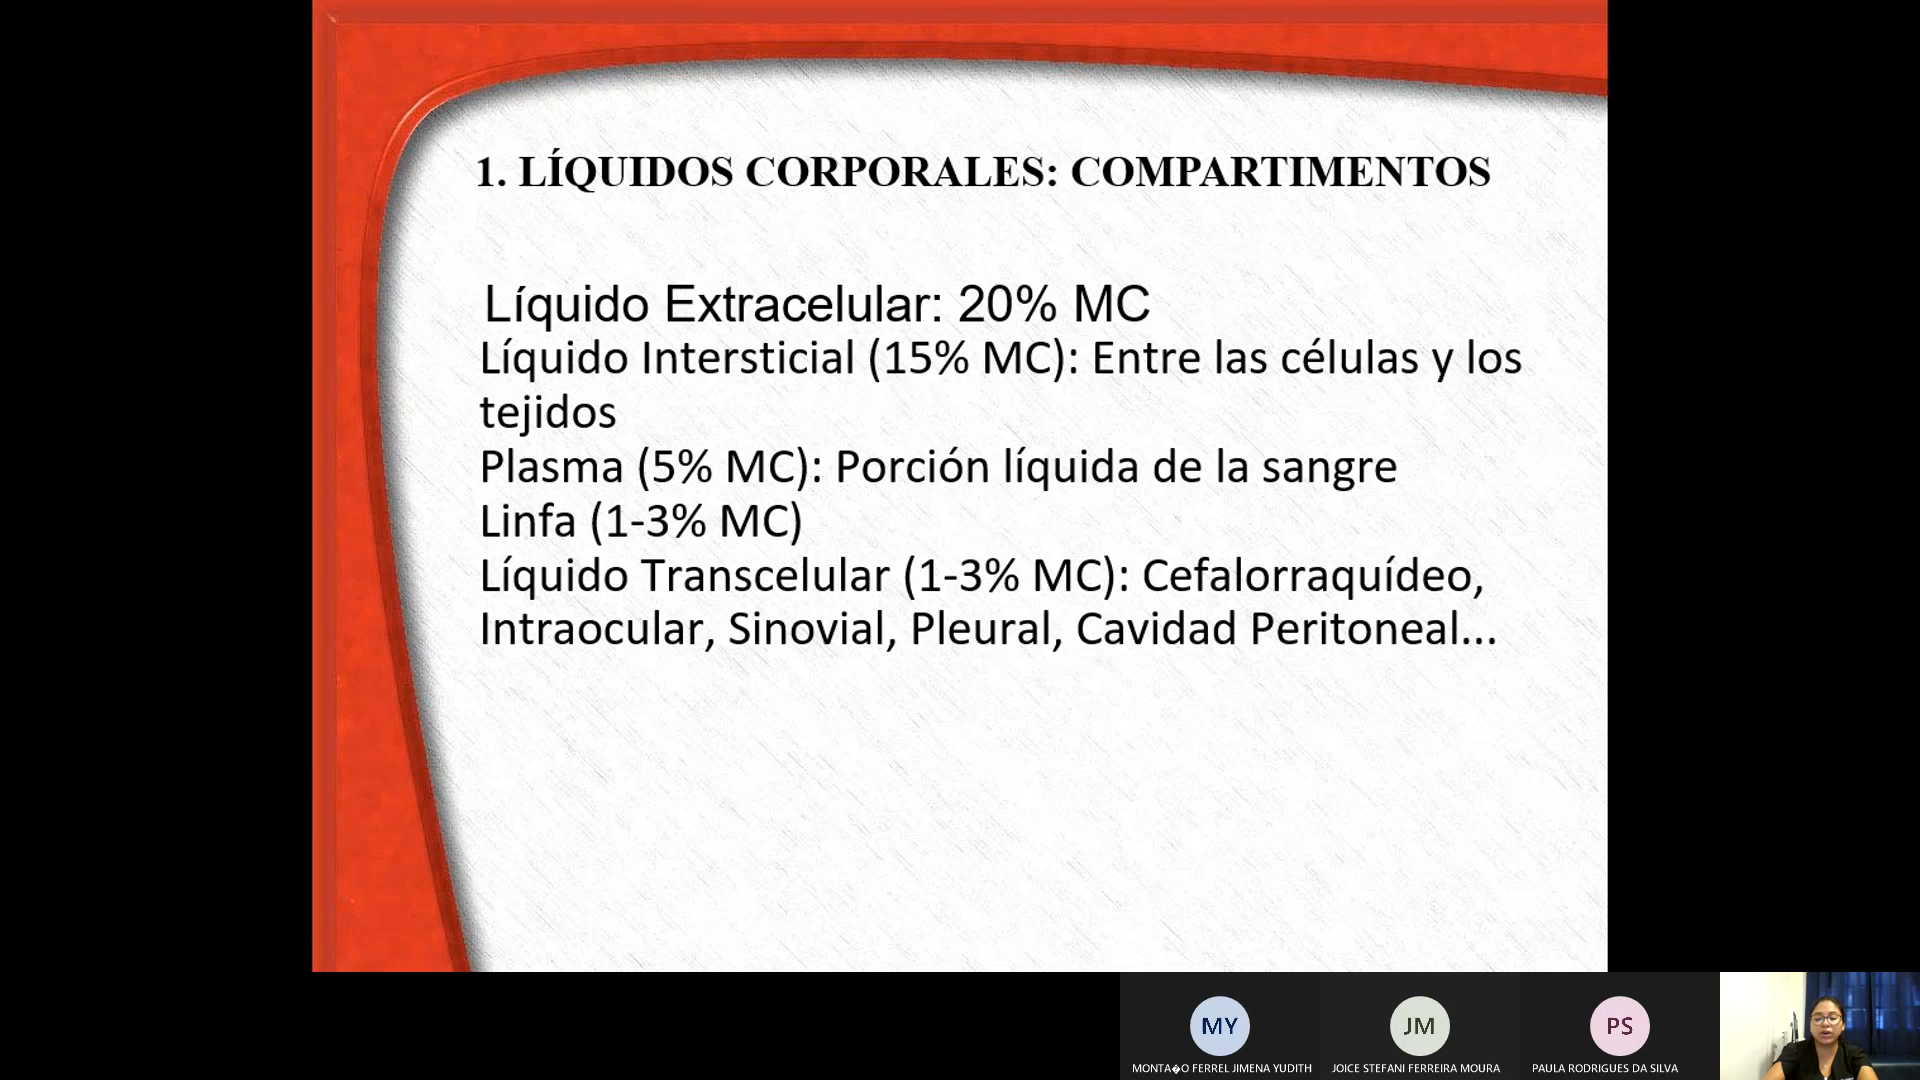 1. LÍQUIDOS CORPORALES: COMPARTIMENTOS
Líquido Extracelular: 20% MC
Líquido Intersticial (15% MC): Entre las células y los
tejidos
Plasma (5% MC): Porción líquida de la sangre
Linfa (1-3% MC)
Líquido Transcelular (1-3% MC): Cefalorraquídeo,
Intraocular, Sinovial, Pleural, Cavidad Peritoneal...
MY
JM
PS
MONTA�O FERREL JIMENA YUDITH
JOICE STEFANI FERREIRA MOURA
PAULA RODRIGUES DA SILVA